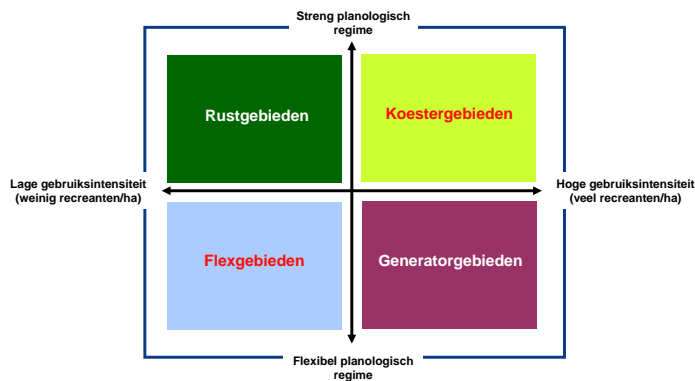 Streng planologisch
regime
Rustgebieden
Koestergebieden
Lage gebruiksintensiteit
(weinig recreanten/ha)
Hoge gebruiksintensiteit
(veel recreanten/ha)
Flexgebieden
Generatorgebieden
Flexibel planologisch
regime